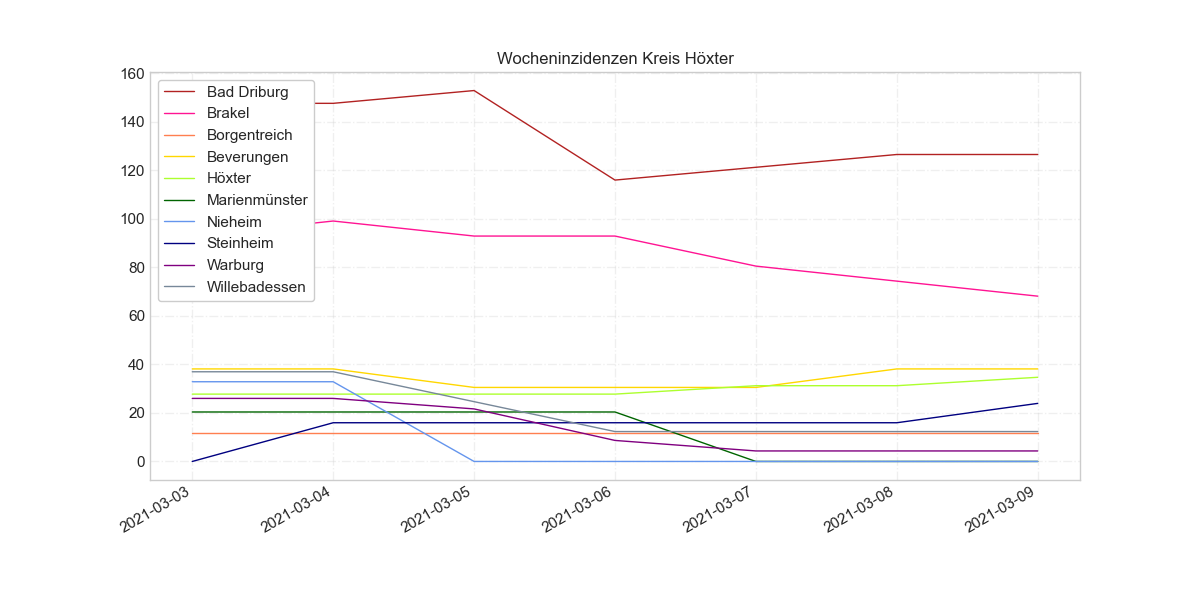 Wocheninzidenzen Kreis Höxter
160
140
120
100
80
60
40
20
0
Bad Driburg
Brakel
Borgentreich
Beverungen
Höxter
Marienmünster
Nieheim
Steinheim
Warburg
Willebadessen
2021-03-03
2021-03-04
2021-03-05
2021-03-06
2021-03-07
2021-03-08
2021-03-09